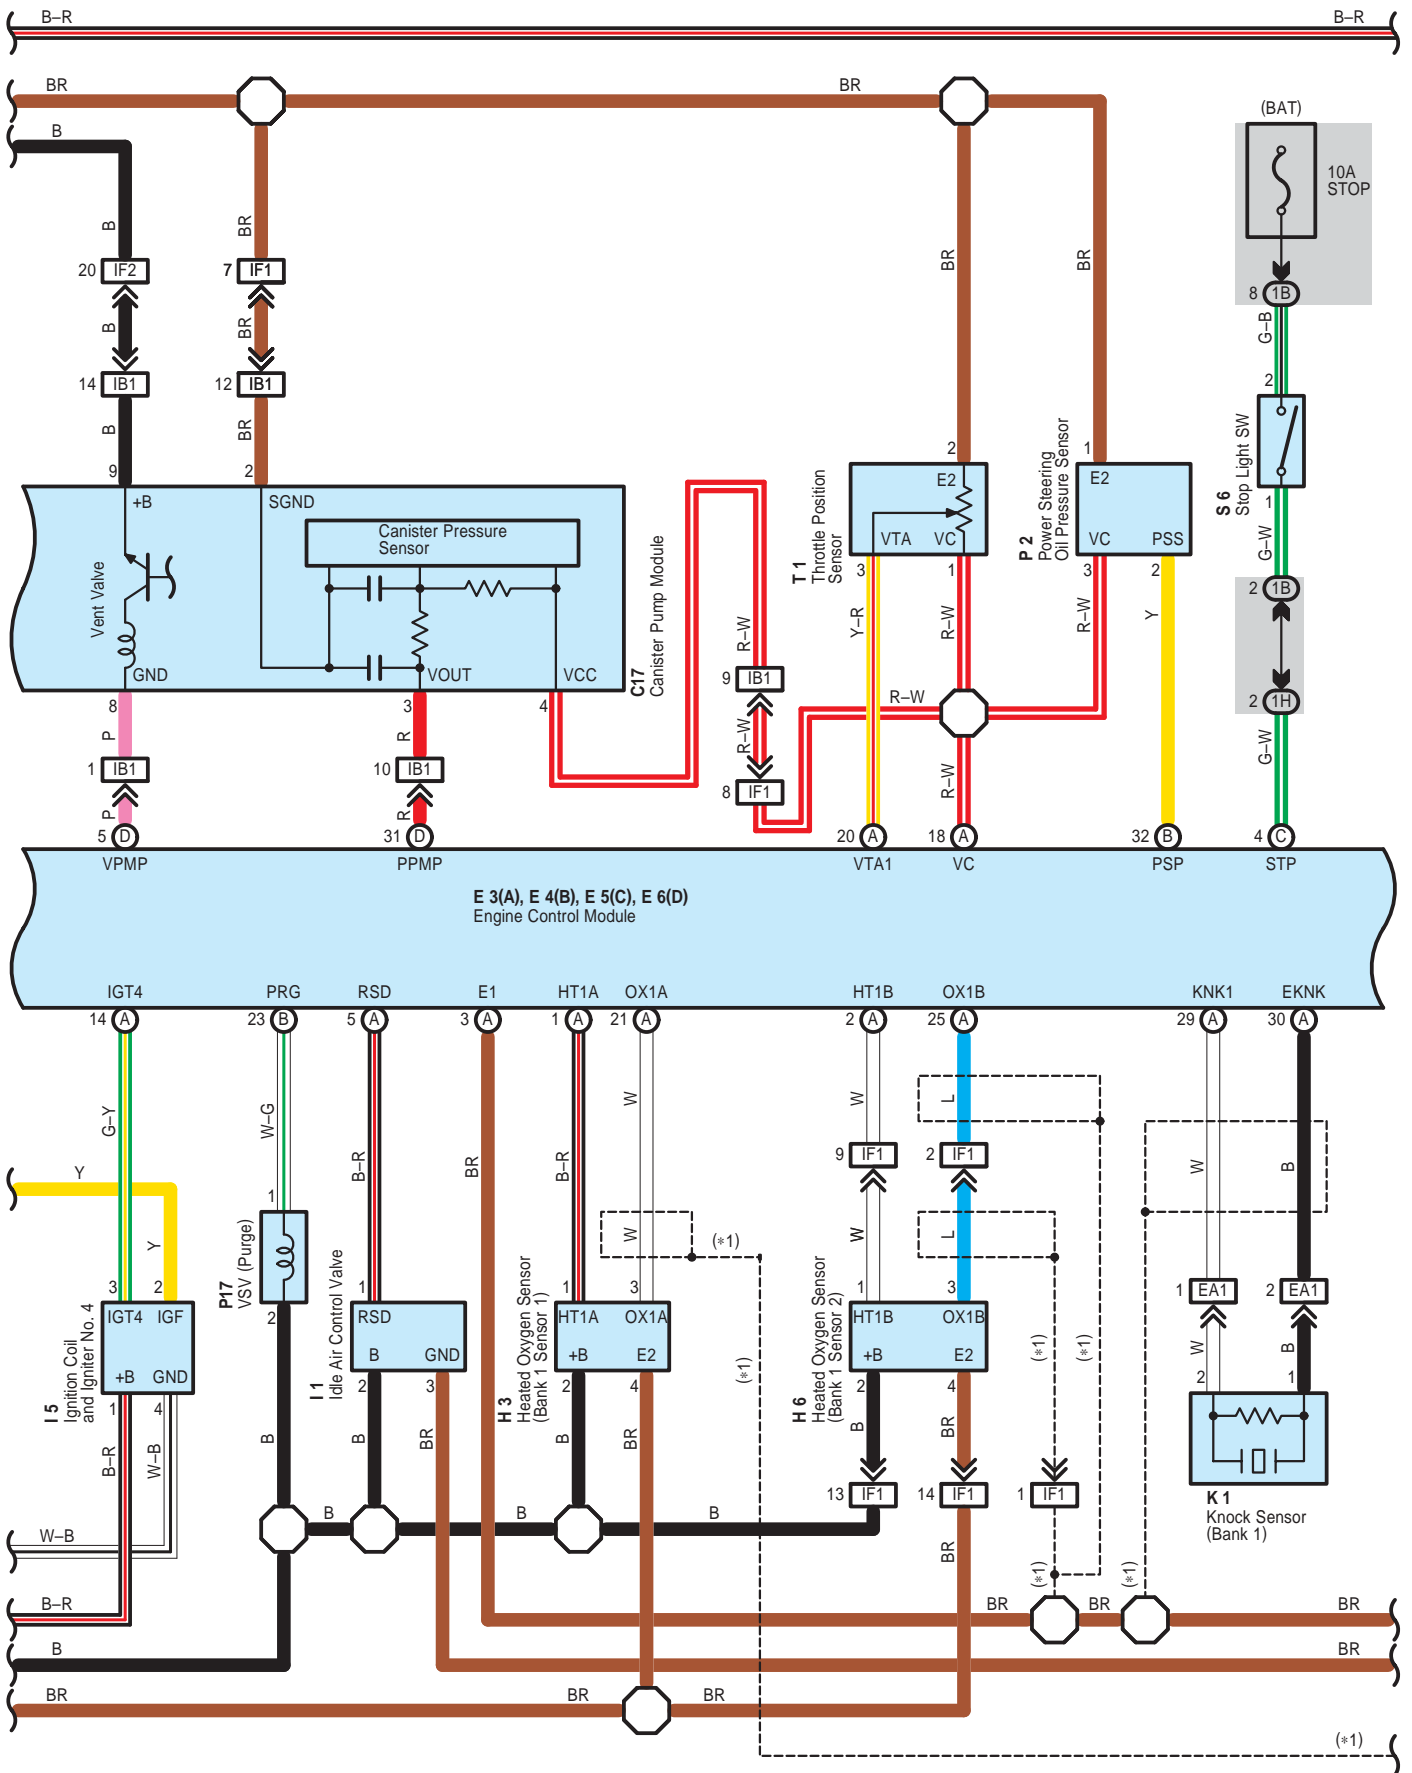 B–R B–R
BR BR
B
(BAT)
10A
STOP
B BR BR BR
20 IF2 7 IF1
8 1B
B BR G–B
14 IB1 12 IB1
2
B BR
9 2 2 1
S 6
Stop Light SW
+B SGND E2 E2
1
Canister Pressure
Sensor
VTA VC VC PSS
T 1
Throttle Position
Sensor
P 2
Power Steering
Oil Pressure Sensor
G–W
3 1 3 2
2 1B
Vent Valve
Y–R R–W R–W Y
R–W
GND VOUT VCC
C17
Canister Pump Module
9 IB1
8 3 4
R–W
2 1H
P R R–W G–W
1 IB1 10 IB1
8 IF1
R–W
P R
5 D 31 D 20 A 18 A 32 B 4 C
VPMP PPMP VTA1 VC PSP STP
E 3(A), E 4(B), E 5(C), E 6(D)
Engine Control Module
IGT4 PRG RSD E1 HT1A OX1A HT1B OX1B KNK1 EKNK
14 A 23 B 5 A 3 A 1 A 21 A 2 A 25 A 29 A 30 A
G–Y W–G B–R BR B–R W W L W B
9 IF1 2 IF1
Y
1
Y W (*1) W L
P17
VSV (Purge)
3 2 1 1 3 1 3
1 EA1 2 EA1
2
IGT4 IGF RSD HT1A OX1A HT1B OX1B
W B
B GND +B E2 +B E2
(*1) (*1) (*1)
+B GND
2 1
I 5
Ignition Coil
and Igniter No. 4
I 1
Idle Air Control Valve
H 3
Heated Oxygen Sensor
(Bank 1 Sensor 1)
H 6
Heated Oxygen Sensor
(Bank 1 Sensor 2)
2 3 2 4 2 4
1 4
B–R W–B B B BR B BR B BR
13 IF1 14 IF1 1 IF1
K 1
Knock Sensor
(Bank 1)
B B B
W–B
BR
(*1) (*1)
B–R BR BR BR
B BR
BR BR BR
(*1)